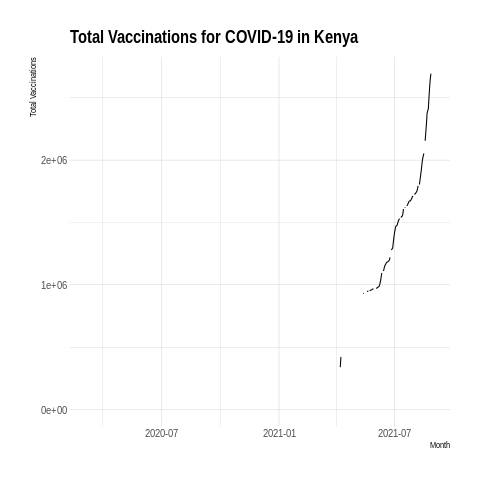 Total Vaccinations for COVID-19 in Kenya
Total Vaccinations
2e+06
1e+06
0e+00
2020-07 2021-01 2021-07
Month